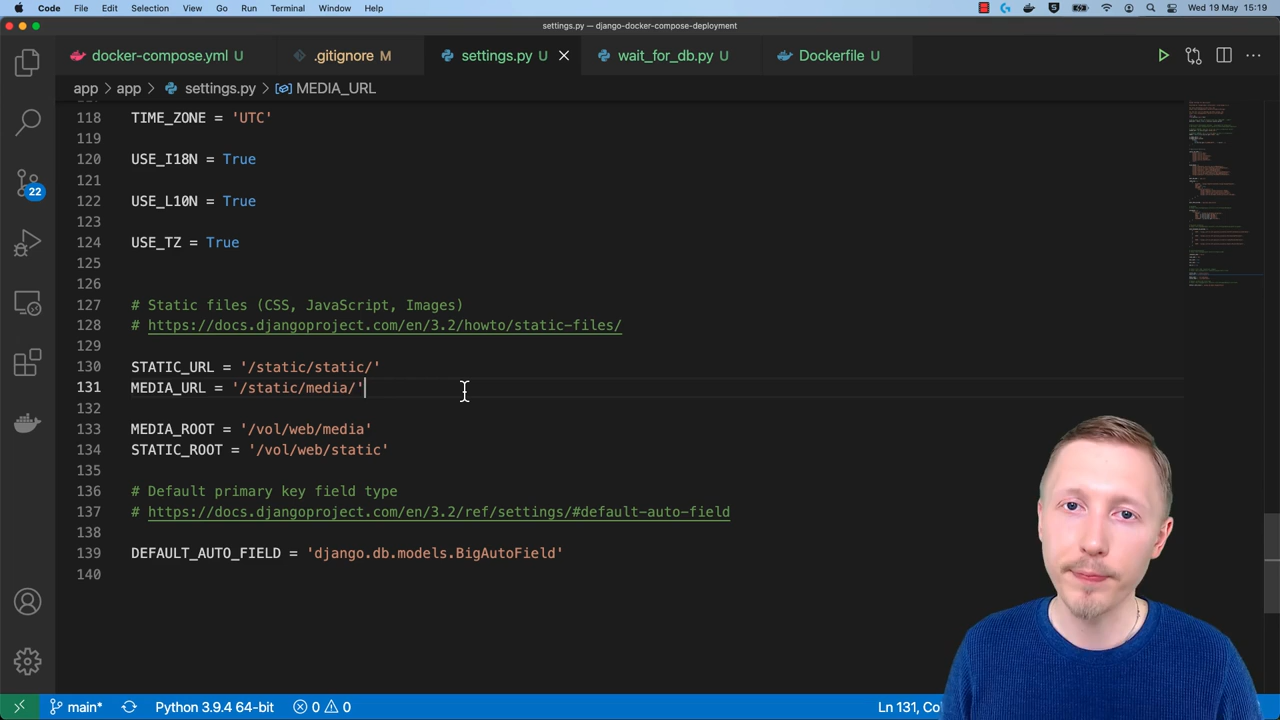 Code File Edit Selection View Go Run Terminal Window Help Wed 19 May 15:19
settings.py — django-docker-compose-deployment
docker-compose.yml U .gitignore M settings.py U wait_for_db.py U Dockerfile U
app app settings.py MEDIA_URL
118 TIME_ZONE = 'UTC'
119
120 USE_I18N = True
121
122 USE_L10N = True
123
124 USE_TZ = True
125
126
127 # Static files (CSS, JavaScript, Images)
128 # https://docs.djangoproject.com/en/3.2/howto/static-files/
129
130 STATIC_URL = '/static/static/'
131 MEDIA_URL = '/static/media/'
132
133 MEDIA_ROOT = '/vol/web/media'
134 STATIC_ROOT = '/vol/web/static'
135
136 # Default primary key field type
137 # https://docs.djangoproject.com/en/3.2/ref/settings/#default-auto-field
138
139 DEFAULT_AUTO_FIELD = 'django.db.models.BigAutoField'
140
22
main* Python 3.9.4 64-bit 0 0 Ln 131,